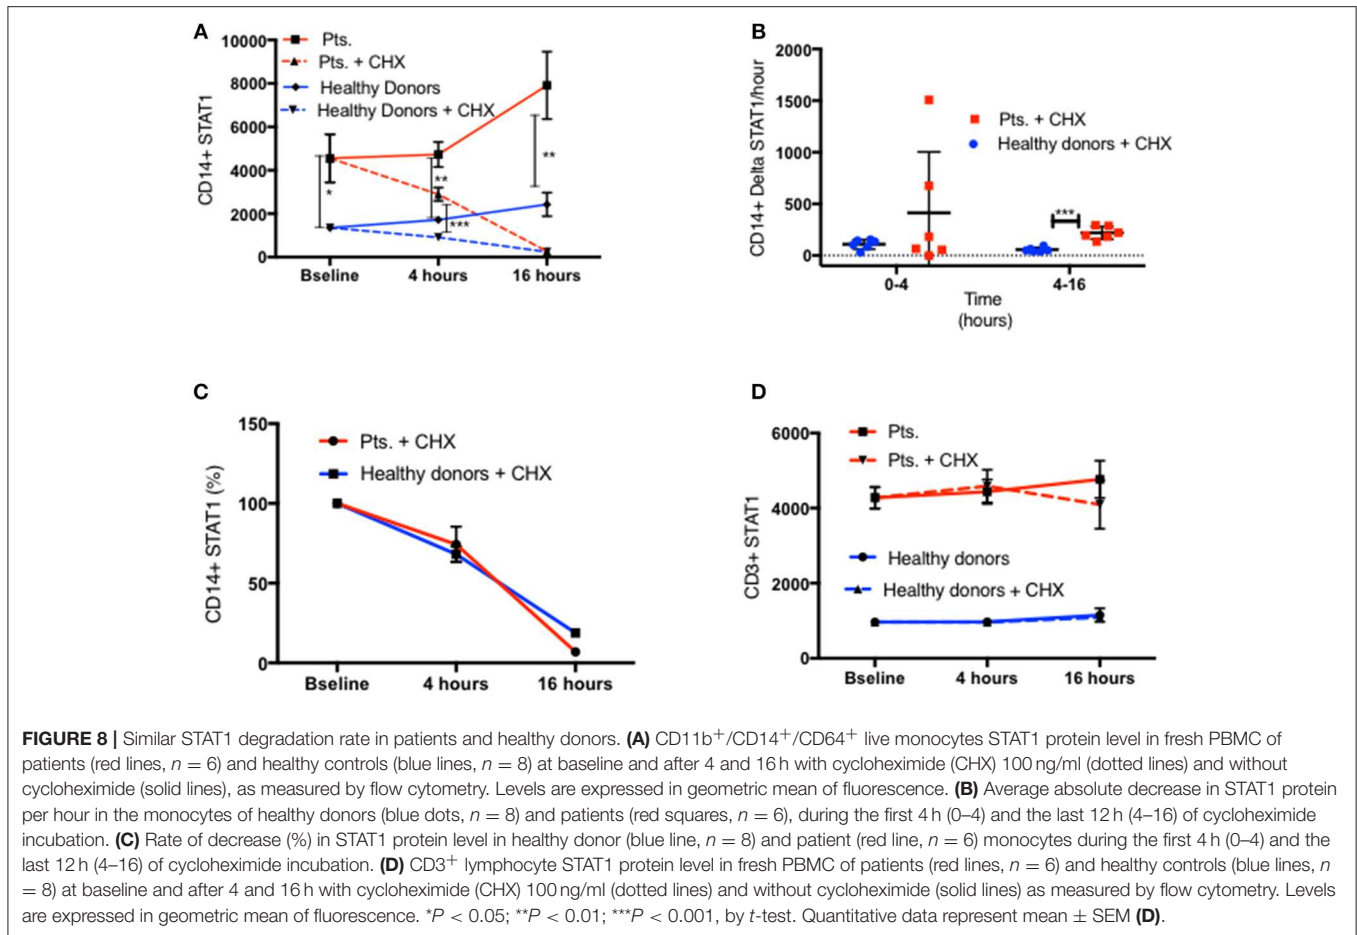 A
10000
8000
6000
4000
2000
0
CD14+ STAT1
Pts.
Pts. + CHX
Healthy Donors
Healthy Donors + CHX
*
**
***
**
Bseline 4 hours 16 hours
B
2000
1500
1000
500
0
CD14+ Delta STAT1/hour
Pts. + CHX
Healthy donors + CHX
***
0-4 4-16
Time
(hours)
C
150
100
50
0
CD14+ STAT1 (%)
Pts. + CHX
Healthy donors + CHX
Bseline 4 hours 16 hours
D
6000
4000
2000
0
CD3+ STAT1
Pts.
Pts. + CHX
Healthy donors
Healthy donors + CHX
Bseline 4 hours 16 hours
FIGURE 8 | Similar STAT1 degradation rate in patients and healthy donors. (A) CD11b+/CD14+/CD64+ live monocytes STAT1 protein level in fresh PBMC of
patients (red lines, n = 6) and healthy controls (blue lines, n = 8) at baseline and after 4 and 16 h with cycloheximide (CHX) 100 ng/ml (dotted lines) and without
cycloheximide (solid lines), as measured by flow cytometry. Levels are expressed in geometric mean of fluorescence. (B) Average absolute decrease in STAT1 protein
per hour in the monocytes of healthy donors (blue dots, n = 8) and patients (red squares, n = 6), during the first 4 h (0–4) and the last 12 h (4–16) of cycloheximide
incubation. (C) Rate of decrease (%) in STAT1 protein level in healthy donor (blue line, n = 8) and patient (red line, n = 6) monocytes during the first 4 h (0–4) and the
last 12 h (4–16) of cycloheximide incubation. (D) CD3+ lymphocyte STAT1 protein level in fresh PBMC of patients (red lines, n = 6) and healthy controls (blue lines, n
= 8) at baseline and after 4 and 16 h with cycloheximide (CHX) 100 ng/ml (dotted lines) and without cycloheximide (solid lines) as measured by flow cytometry. Levels
are expressed in geometric mean of fluorescence. *P < 0.05; **P < 0.01; ***P < 0.001, by t-test. Quantitative data represent mean ± SEM (D).